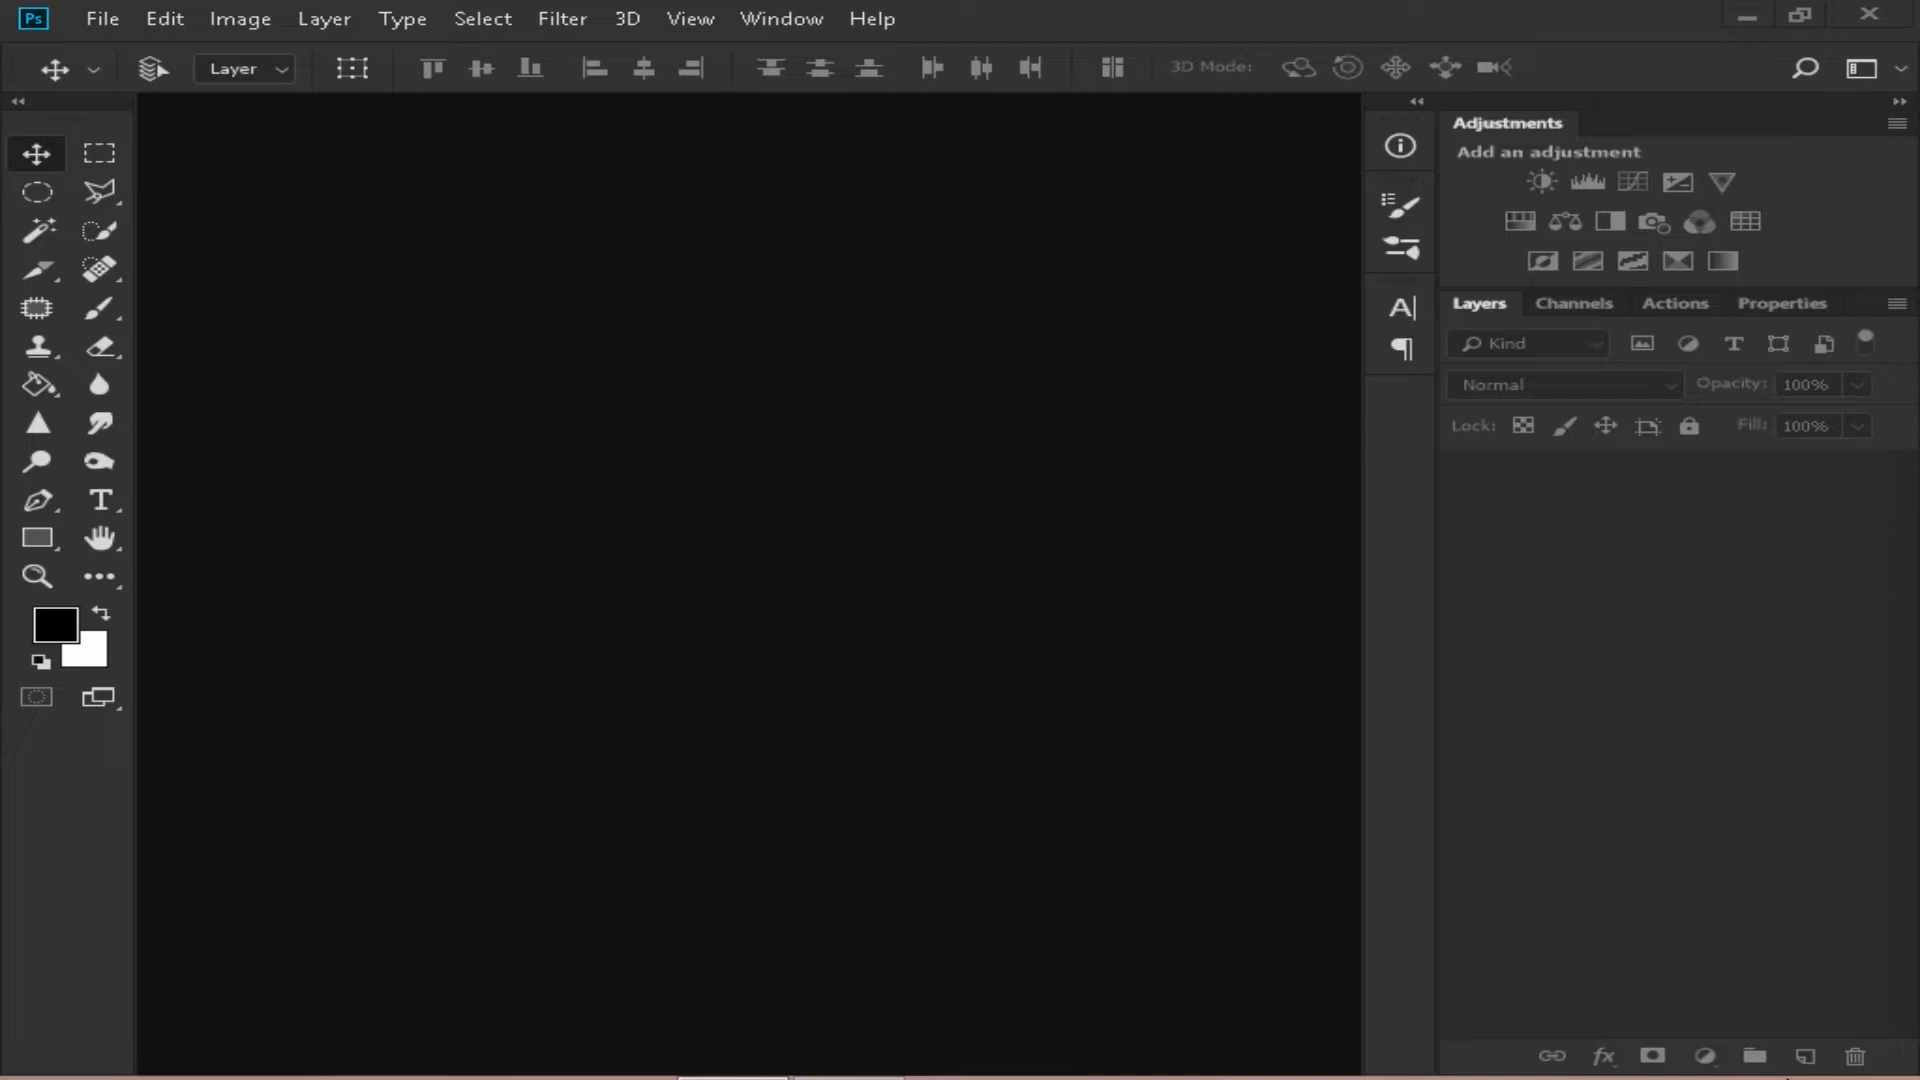 Ps File Edit Image Layer Type Select Filter 3D View Window Help
Layer 3D Mode:
Adjustments
Add an adjustment
Layers Channels Actions Properties
Kind
Normal Opacity: 100%
Lock: Fill: 100%